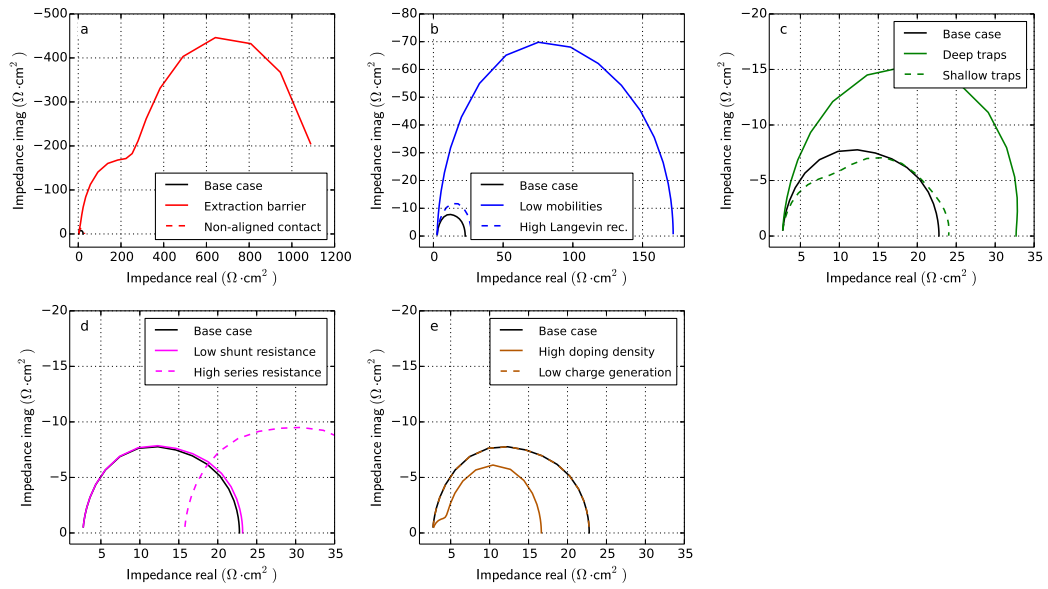 a
−500
−400
−300
−200
−100
0
0 200 400 600 800 1000 1200
Impedance imag (Ω·cm²)
Impedance real (Ω·cm²)
Base case
Extraction barrier
Non-aligned contact
b
−80
−70
−60
−50
−40
−30
−20
−10
0
0 50 100 150
Impedance imag (Ω·cm²)
Impedance real (Ω·cm²)
Base case
Low mobilities
High Langevin rec.
c
−20
−15
−10
−5
0
5 10 15 20 25 30 35
Impedance imag (Ω·cm²)
Impedance real (Ω·cm²)
Base case
Deep traps
Shallow traps
d
−20
−15
−10
−5
0
5 10 15 20 25 30 35
Impedance imag (Ω·cm²)
Impedance real (Ω·cm²)
Base case
Low shunt resistance
High series resistance
e
−20
−15
−10
−5
0
5 10 15 20 25 30 35
Impedance imag (Ω·cm²)
Impedance real (Ω·cm²)
Base case
High doping density
Low charge generation